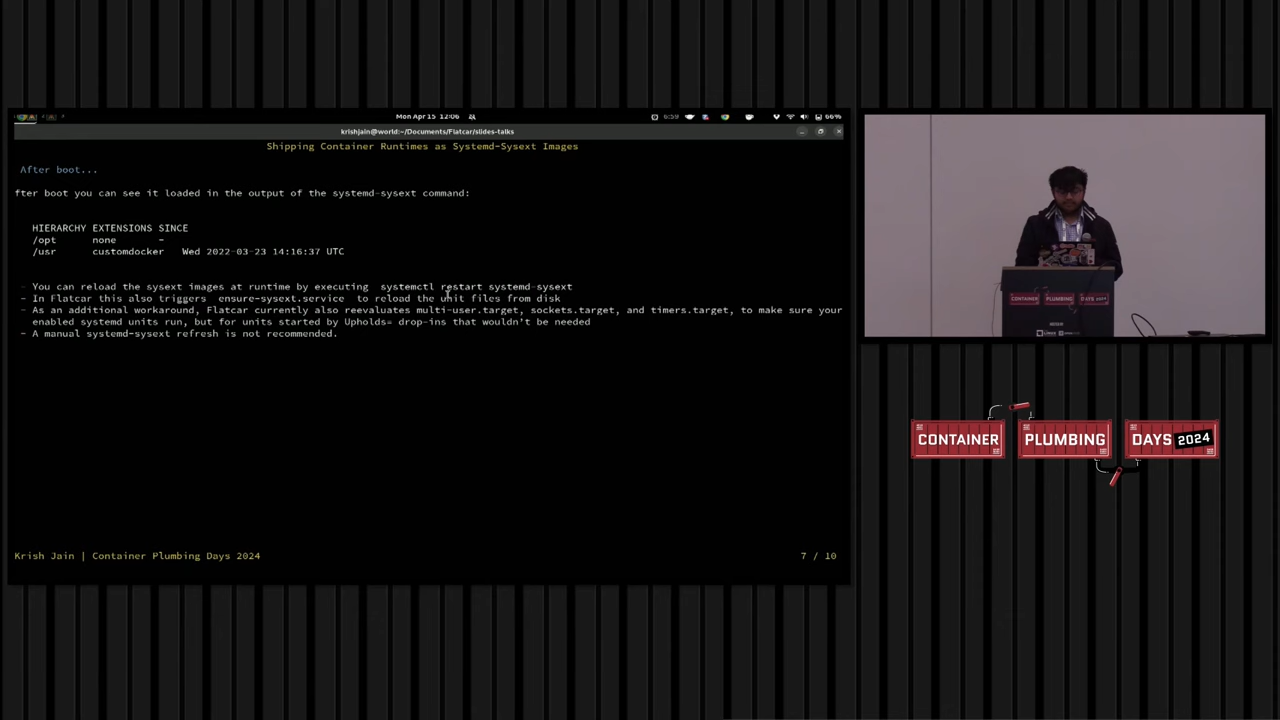 Mon Apr 15 12:06
6:59
66%
krishjain@world:~/Documents/Flatcar/slides-talks
Shipping Container Runtimes as Systemd-Sysext Images
After boot...
fter boot you can see it loaded in the output of the systemd-sysext command:
HIERARCHY EXTENSIONS SINCE
/opt none -
/usr customdocker Wed 2022-03-23 14:16:37 UTC
- You can reload the sysext images at runtime by executing systemctl restart systemd-sysext
- In Flatcar this also triggers ensure-sysext.service to reload the unit files from disk
- As an additional workaround, Flatcar currently also reevaluates multi-user.target, sockets.target, and timers.target, to make sure your
enabled systemd units run, but for units started by Upholds= drop-ins that wouldn't be needed
- A manual systemd-sysext refresh is not recommended.
Krish Jain | Container Plumbing Days 2024
7 / 10
CONTAINER PLUMBING DAYS 2024
CONTAINER PLUMBING DAYS 2024